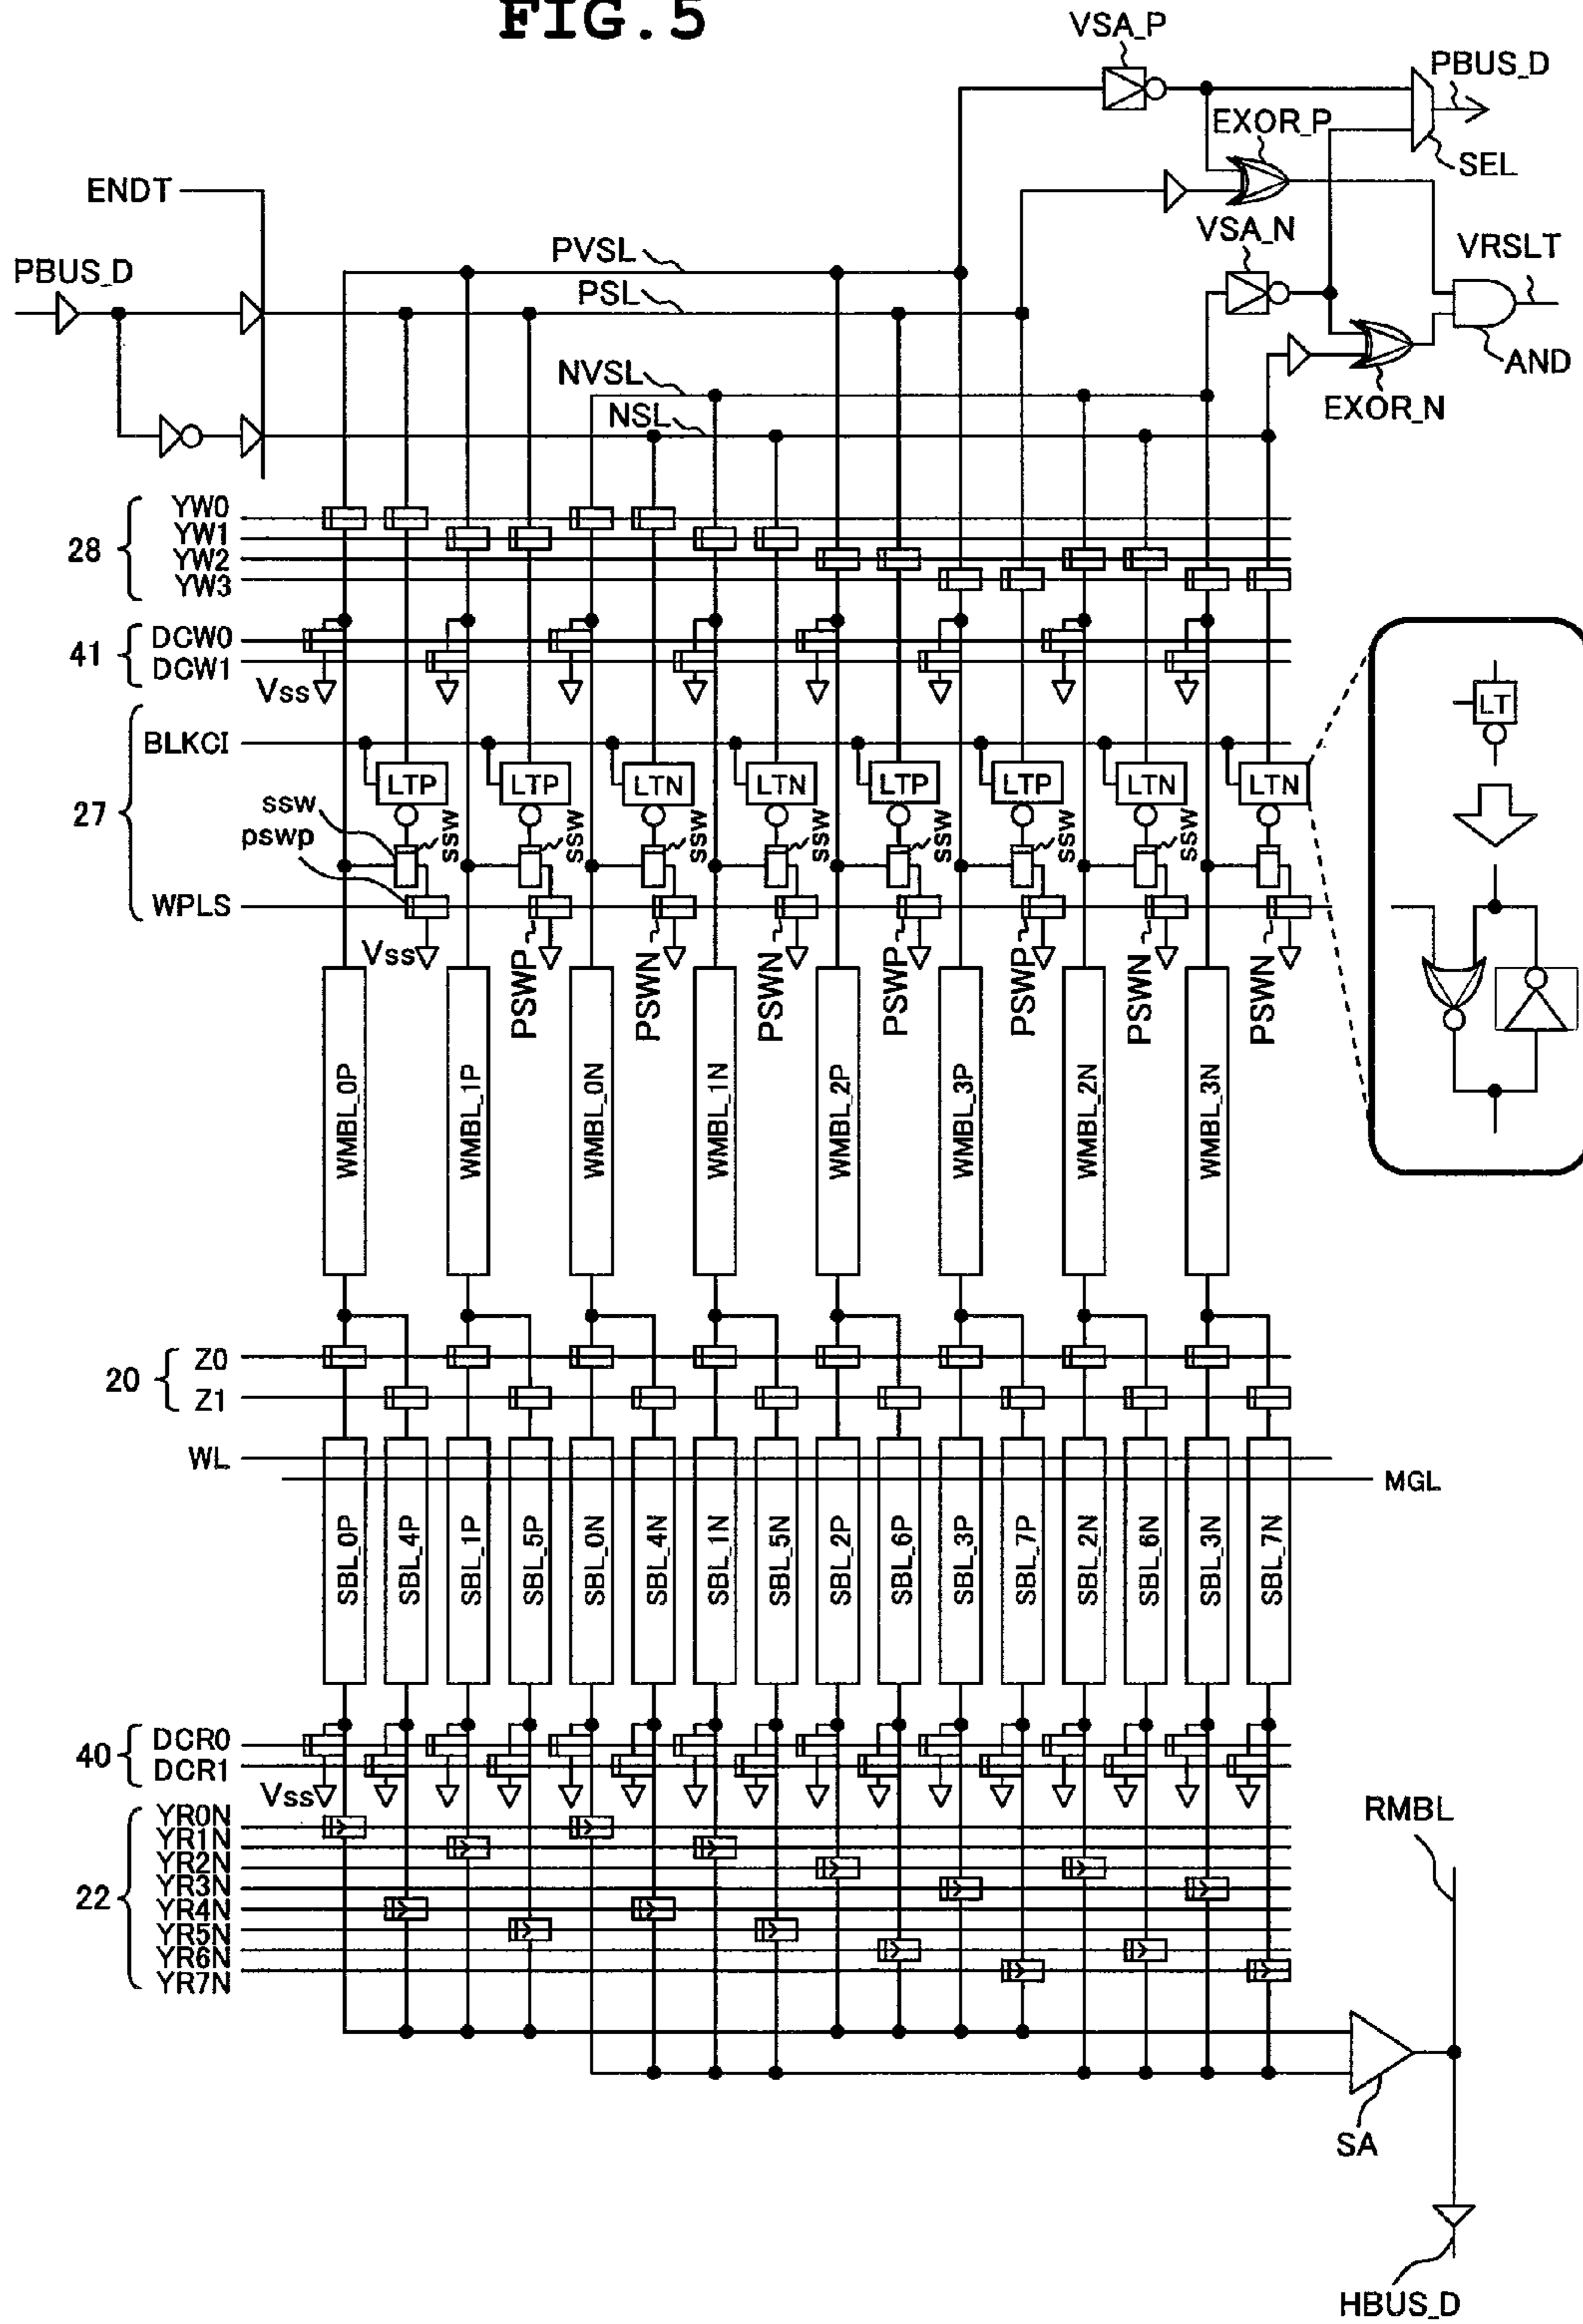 FIG. 5
VSA_P
PBUS_D
EXOR_P
SEL
ENDT
VSA_N
VRSLT
PBUS_D
PVSL
PSL
AND
NVSL
EXOR_N
NSL
28
YW0
YW1
YW2
YW3
41
DCW0
DCW1
Vss
LT
27
BLKCI
LTP LTP LTN LTN LTP LTP LTN LTN
ssw
pswp
ssw ssw ssw ssw ssw ssw ssw
WPLS
Vss
PSWP PSWN PSWN PSWP PSWP PSWN PSWN
WMBL_0P WMBL_1P WMBL_0N WMBL_1N WMBL_2P WMBL_3P WMBL_2N WMBL_3N
20
Z0
Z1
WL
MGL
SBL_0P SBL_4P SBL_1P SBL_5P SBL_0N SBL_4N SBL_1N SBL_5N SBL_2P SBL_6P SBL_3P SBL_7P SBL_2N SBL_6N SBL_3N SBL_7N
40
DCR0
DCR1
Vss
22
YR0N
YR1N
YR2N
YR3N
YR4N
YR5N
YR6N
YR7N
RMBL
SA
HBUS_D